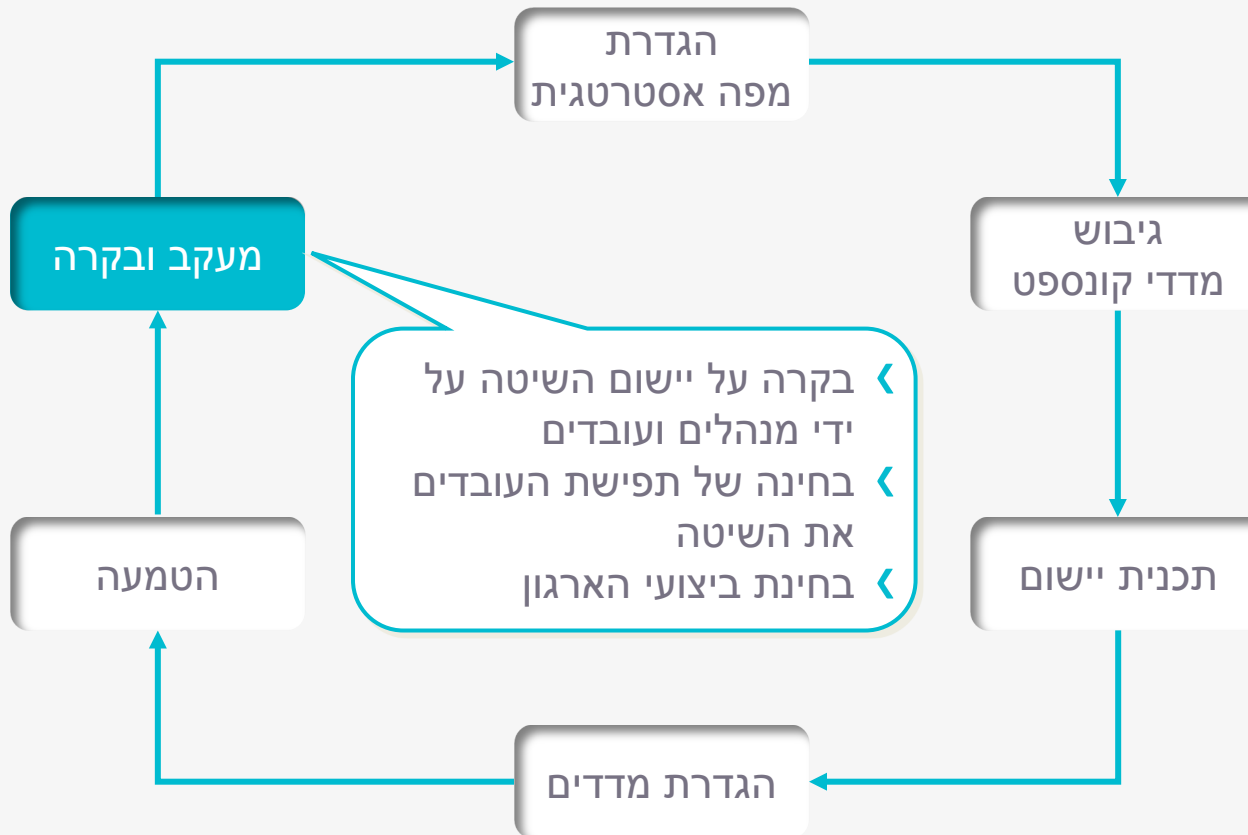 הגדרת
מפה אסטרטגית
גיבוש
מדדי קונספט
מעקב ובקרה
❯ בקרה על יישום השיטה על
ידי מנהלים ועובדים
❯ בחינה של תפישת העובדים
את השיטה
❯ בחינת ביצועי הארגון
תכנית יישום
הטמעה
הגדרת מדדים